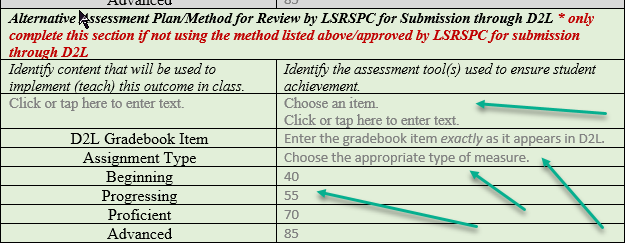 Advanced 85
Alternative Assessment Plan/Method for Review by LSRSPC for Submission through D2L * only
complete this section if not using the method listed above/approved by LSRSPC for submission
through D2L
Identify content that will be used to
implement (teach) this outcome in class.
Identify the assessment tool(s) used to ensure student
achievement.
Click or tap here to enter text.
Choose an item.
Click or tap here to enter text.
D2L Gradebook Item Enter the gradebook item exactly as it appears in D2L.
Assignment Type Choose the appropriate type of measure.
Beginning 40
Progressing 55
Proficient 70
Advanced 85